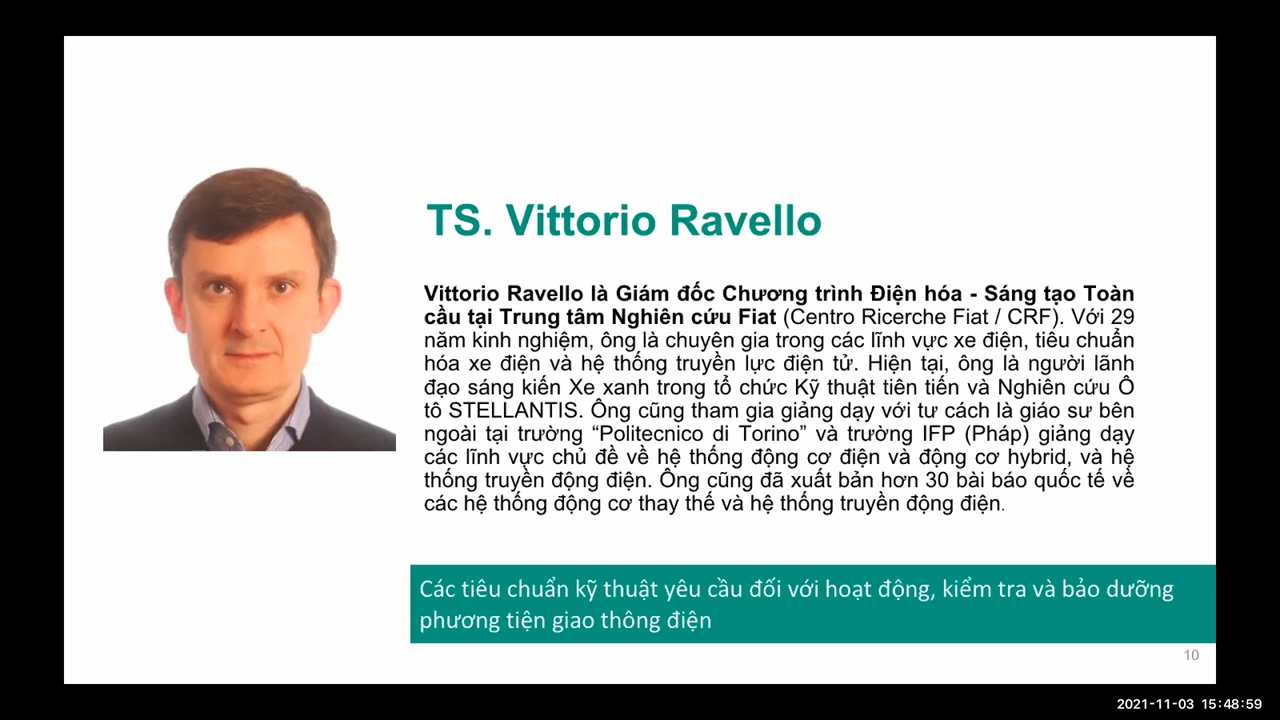 TS. Vittorio Ravello
Vittorio Ravello là Giám đốc Chương trình Điện hóa - Sáng tạo Toàn
cầu tại Trung tâm Nghiên cứu Fiat (Centro Ricerche Fiat / CRF). Với 29
năm kinh nghiệm, ông là chuyên gia trong các lĩnh vực xe điện, tiêu chuẩn
hóa xe điện và hệ thống truyền lực điện tử. Hiện tại, ông là người lãnh
đạo sáng kiến Xe xanh trong tổ chức Kỹ thuật tiên tiến và Nghiên cứu Ô
tô STELLANTIS. Ông cũng tham gia giảng dạy với tư cách là giáo sư bên
ngoài tại trường “Politecnico di Torino” và trường IFP (Pháp) giảng dạy
các lĩnh vực chủ đề về hệ thống động cơ điện và động cơ hybrid, và hệ
thống truyền động điện. Ông cũng đã xuất bản hơn 30 bài báo quốc tế về
các hệ thống động cơ thay thế và hệ thống truyền động điện.
Các tiêu chuẩn kỹ thuật yêu cầu đối với hoạt động, kiểm tra và bảo dưỡng
phương tiện giao thông điện
10
2021-11-03 15:48:59